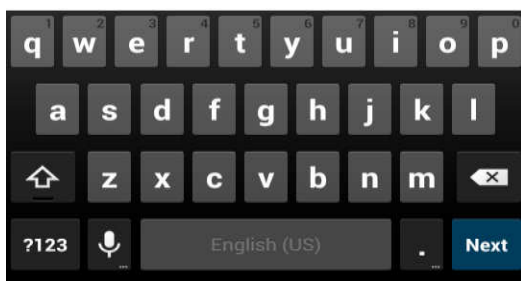 q 1 w 2 e 3 r 4 t 5 y 6 u 7 i 8 o 9 p 0
a s d f g h j k l
z x c v b n m
?123 English (US) . ... Next